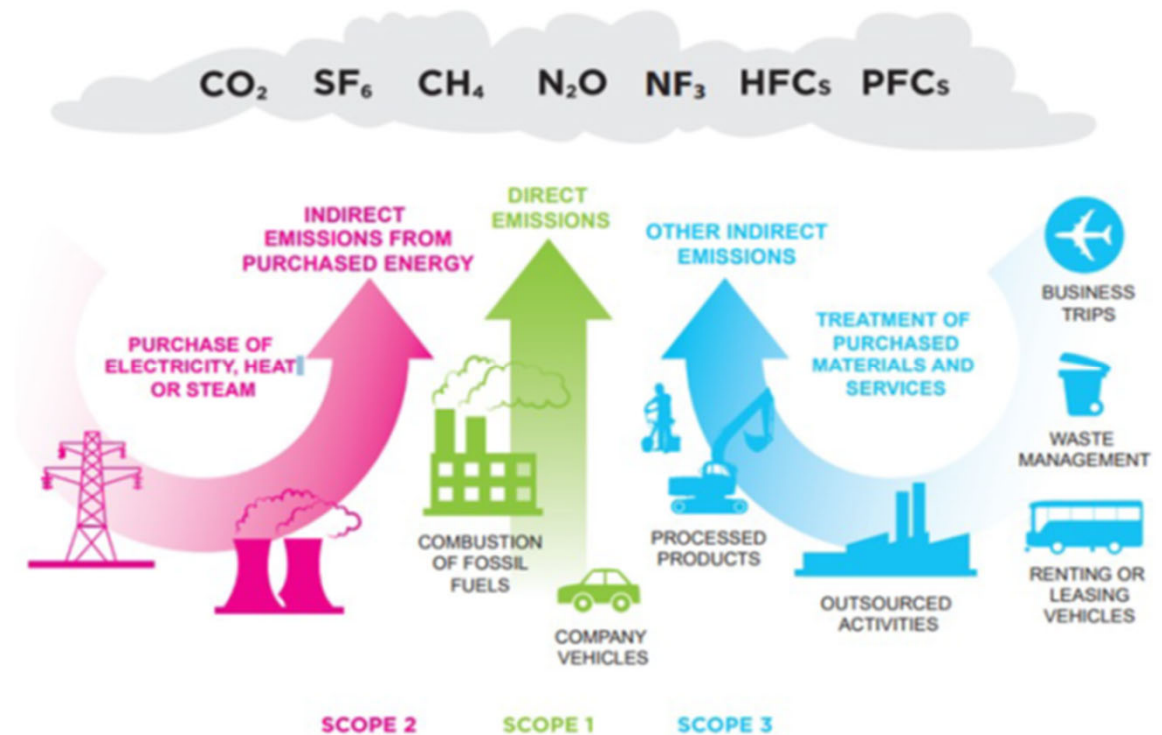 CO₂ SF₆ CH₄ N₂O NF₃ HFCs PFCs
INDIRECT
EMISSIONS FROM
PURCHASED ENERGY
DIRECT
EMISSIONS
OTHER INDIRECT
EMISSIONS
PURCHASE OF
ELECTRICITY, HEAT
OR STEAM
TREATMENT OF
PURCHASED
MATERIALS AND
SERVICES
BUSINESS
TRIPS
WASTE
MANAGEMENT
COMBUSTION
OF FOSSIL
FUELS
COMPANY
VEHICLES
PROCESSED
PRODUCTS
OUTSOURCED
ACTIVITIES
RENTING OR
LEASING
VEHICLES
SCOPE 2 SCOPE 1 SCOPE 3